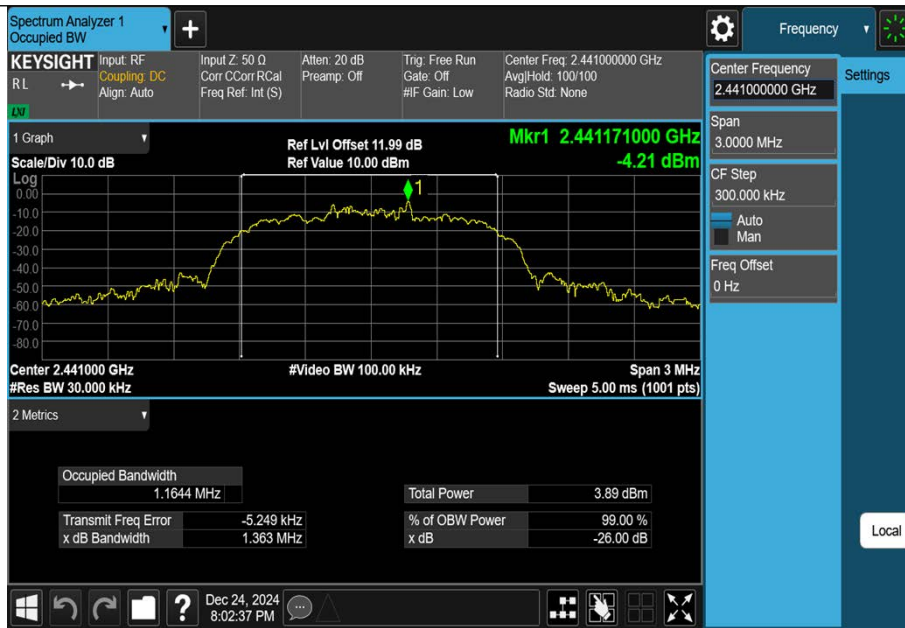 Spectrum Analyzer 1
Occupied BW
+
Frequency
KEYSIGHT
RL
LXI
Input: RF
Coupling: DC
Align: Auto
Input Z: 50 Ω
Corr CCorr RCal
Freq Ref: Int (S)
Atten: 20 dB
Preamp: Off
Trig: Free Run
Gate: Off
#IF Gain: Low
Center Freq: 2.441000000 GHz
Avg|Hold: 100/100
Radio Std: None
Center Frequency
2.441000000 GHz
Settings
Span
3.0000 MHz
CF Step
300.000 kHz
Auto
Man
Freq Offset
0 Hz
Local
1 Graph
Scale/Div 10.0 dB
Ref Lvl Offset 11.99 dB
Ref Value 10.00 dBm
Mkr1 2.441171000 GHz
-4.21 dBm
Log
0.00
-10.0
-20.0
-30.0
-40.0
-50.0
-60.0
-70.0
-80.0
1
Center 2.441000 GHz
#Video BW 100.00 kHz
Span 3 MHz
#Res BW 30.000 kHz
Sweep 5.00 ms (1001 pts)
2 Metrics
Occupied Bandwidth
1.1644 MHz
Total Power 3.89 dBm
Transmit Freq Error -5.249 kHz
% of OBW Power 99.00 %
x dB Bandwidth 1.363 MHz
x dB -26.00 dB
?
Dec 24, 2024
8:02:37 PM